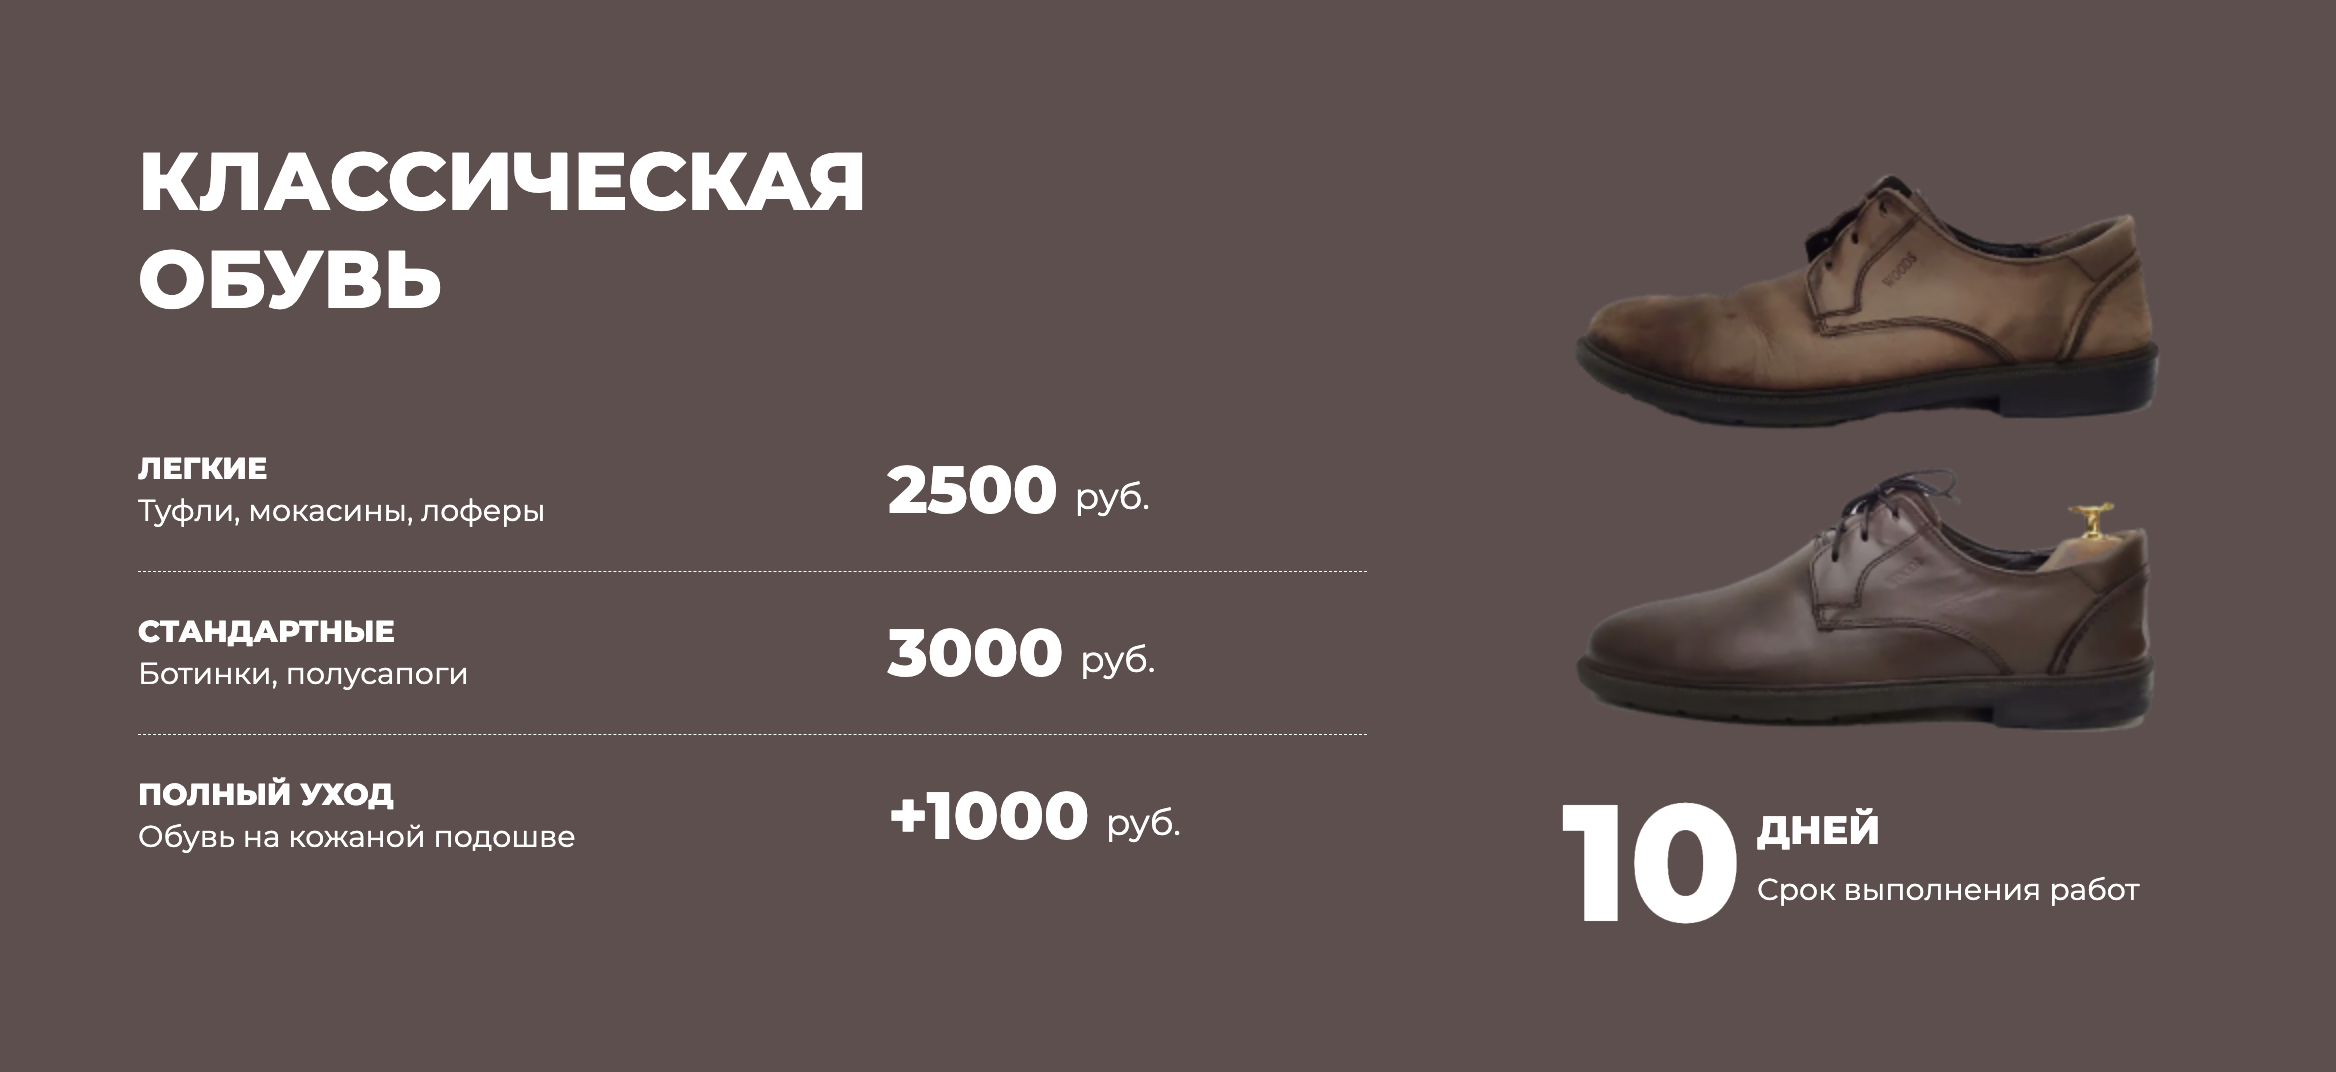 КЛАССИЧЕСКАЯ
ОБУВЬ
ЛЕГКИЕ
Туфли, мокасины, лоферы
2500 руб.
СТАНДАРТНЫЕ
Ботинки, полусапоги
3000 руб.
ПОЛНЫЙ УХОД
Обувь на кожаной подошве
+1000 руб.
WOODS
10 ДНЕЙ
Срок выполнения работ